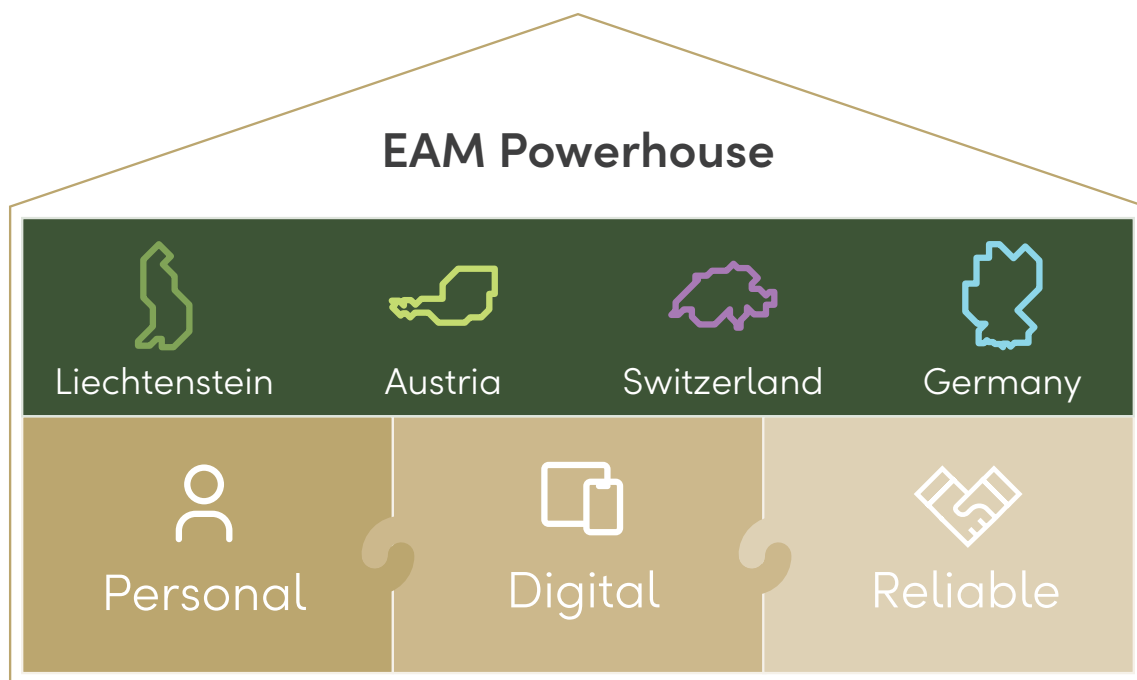 EAM Powerhouse
Liechtenstein Austria Switzerland Germany
Personal Digital Reliable